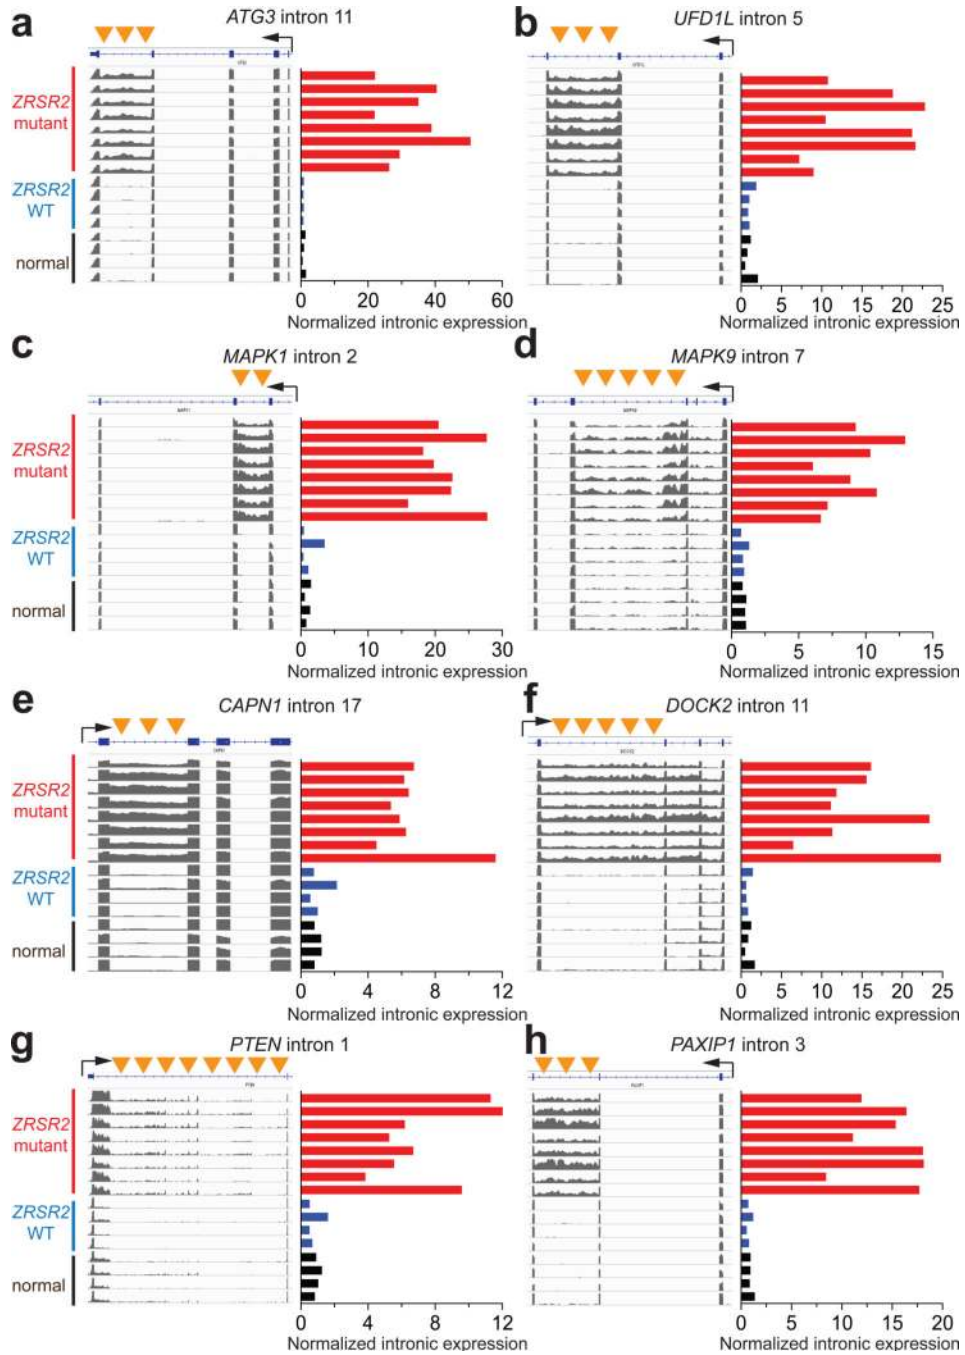 a
ATG3 intron 11
ZRSR2
mutant
ZRSR2
WT
normal
0 20 40 60
Normalized intronic expression
b
UFD1L intron 5
0 5 10 15 20 25
Normalized intronic expression
c
MAPK1 intron 2
ZRSR2
mutant
ZRSR2
WT
normal
0 10 20 30
Normalized intronic expression
d
MAPK9 intron 7
0 5 10 15
Normalized intronic expression
e
CAPN1 intron 17
ZRSR2
mutant
ZRSR2
WT
normal
0 4 8 12
Normalized intronic expression
f
DOCK2 intron 11
0 5 10 15 20 25
Normalized intronic expression
g
PTEN intron 1
ZRSR2
mutant
ZRSR2
WT
normal
0 2 4 6 8 10 12
Normalized intronic expression
h
PAXIP1 intron 3
0 5 10 15 20
Normalized intronic expression